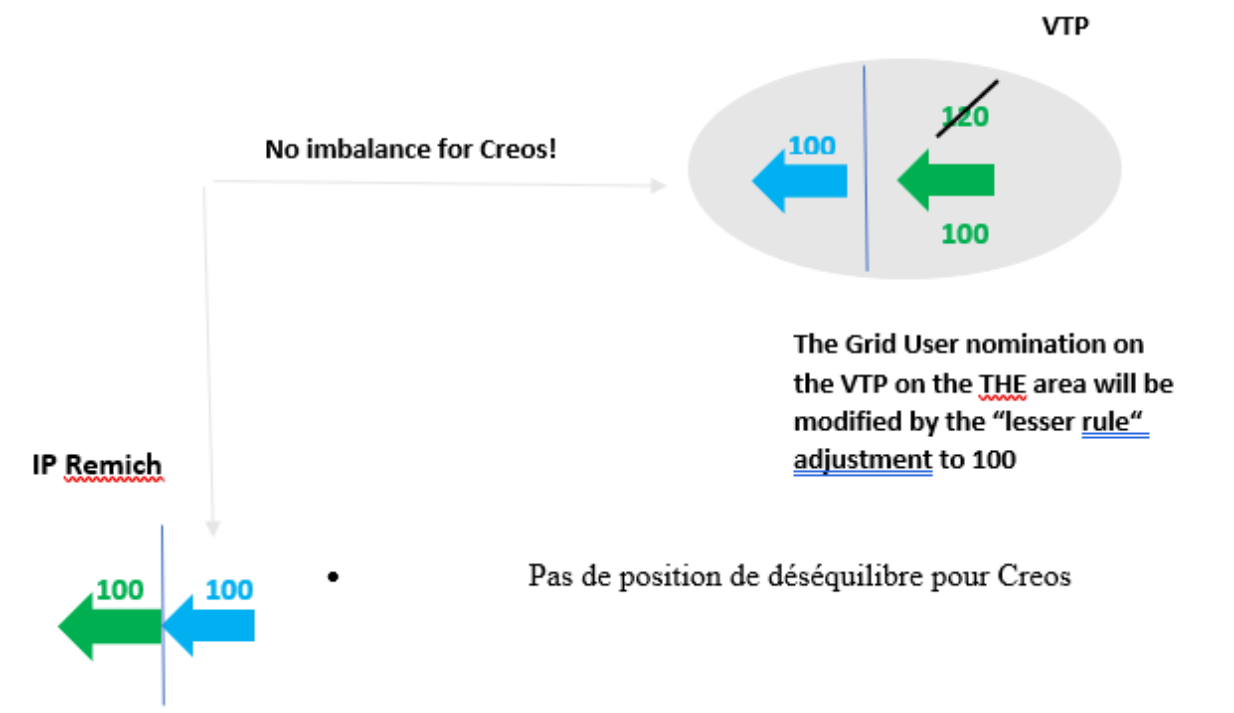 VTP
120
No imbalance for Creos!
100
100
The Grid User nomination on
the VTP on the THE area will be
modified by the “lesser rule“
adjustment to 100
IP Remich
• Pas de position de déséquilibre pour Creos
100 100